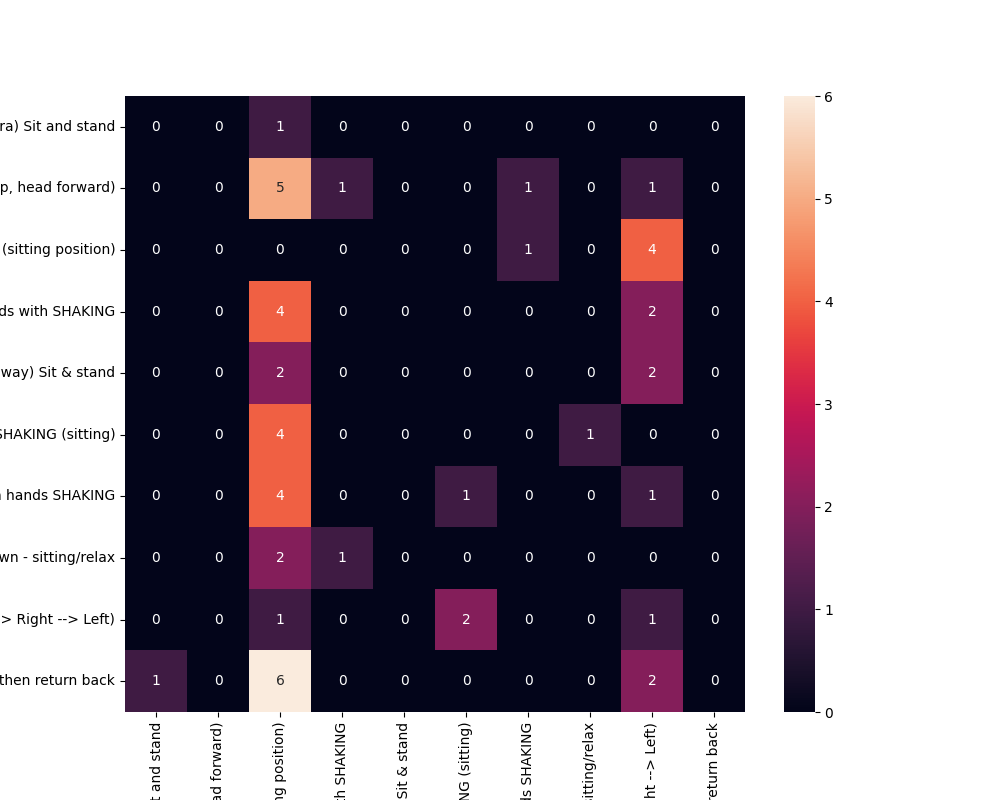 ra) Sit and stand 0 0 1 0 0 0 0 0 0 0
p, head forward) 0 0 5 1 0 0 1 0 1 0
(sitting position) 0 0 0 0 0 0 1 0 4 0
ds with SHAKING 0 0 4 0 0 0 0 0 2 0
way) Sit & stand 0 0 2 0 0 0 0 0 2 0
SHAKING (sitting) 0 0 4 0 0 0 0 1 0 0
hands SHAKING 0 0 4 0 0 1 0 0 1 0
wn - sitting/relax 0 0 2 1 0 0 0 0 0 0
> Right --> Left) 0 0 1 0 0 2 0 0 1 0
then return back 1 0 6 0 0 0 0 0 2 0
t and stand
ad forward)
ng position)
h SHAKING
Sit & stand
NG (sitting)
ds SHAKING
sitting/relax
ht --> Left)
return back
6
5
4
3
2
1
0